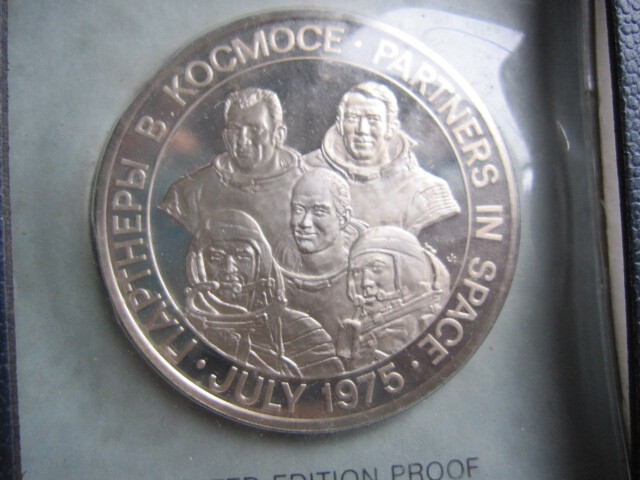 ПАРТНЕРЫ В КОСМОСЕ · PARTNERS IN SPACE ·
JULY 1975 ·
EDITION PROOF